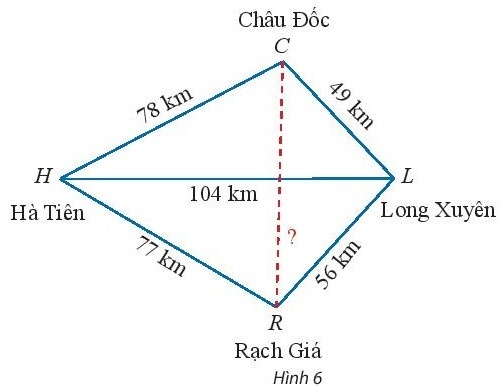 Châu Đốc
C
78 km
49 km
H
104 km
L
Hà Tiên
Long Xuyên
77 km
?
56 km
R
Rạch Giá
Hình 6